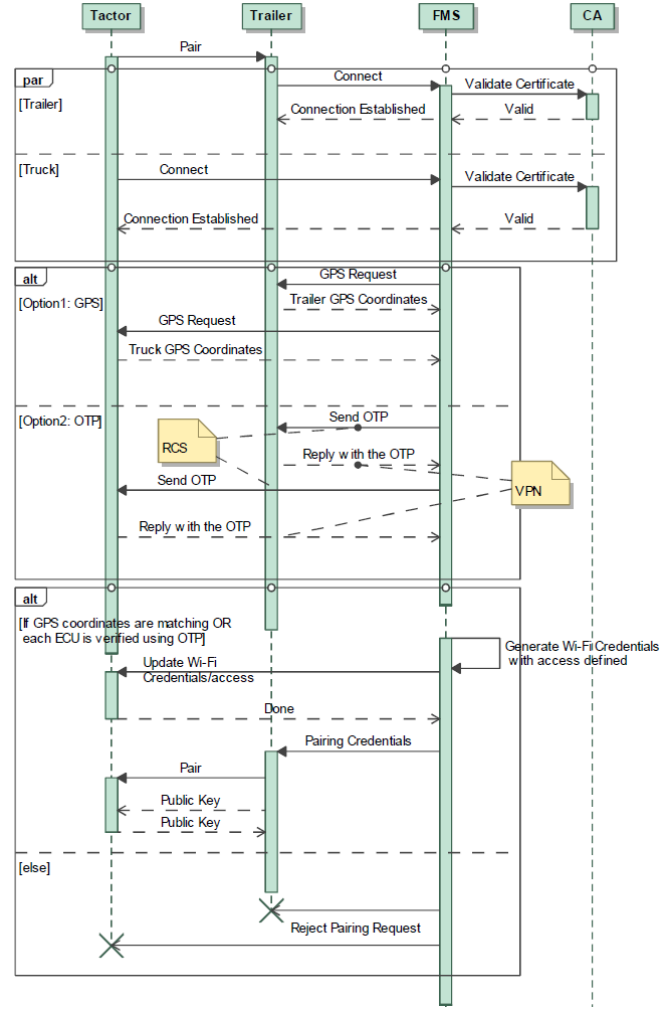 Tactor
Trailer
FMS
CA
Pair
par
[Trailer]
Connect
Validate Certificate
Connection Established
Valid
[Truck]
Connect
Validate Certificate
Connection Established
Valid
alt
GPS Request
[Option1: GPS]
Trailer GPS Coordinates
GPS Request
Truck GPS Coordinates
[Option2: OTP]
Send OTP
RCS
Reply with the OTP
Send OTP
VPN
Reply with the OTP
alt
[If GPS coordinates are matching OR
each ECU is verified using OTP]
Generate Wi-Fi Credentials
with access defined
Update Wi-Fi
Credentials/access
Done
Pairing Credentials
Pair
Public Key
Public Key
[else]
Reject Pairing Request